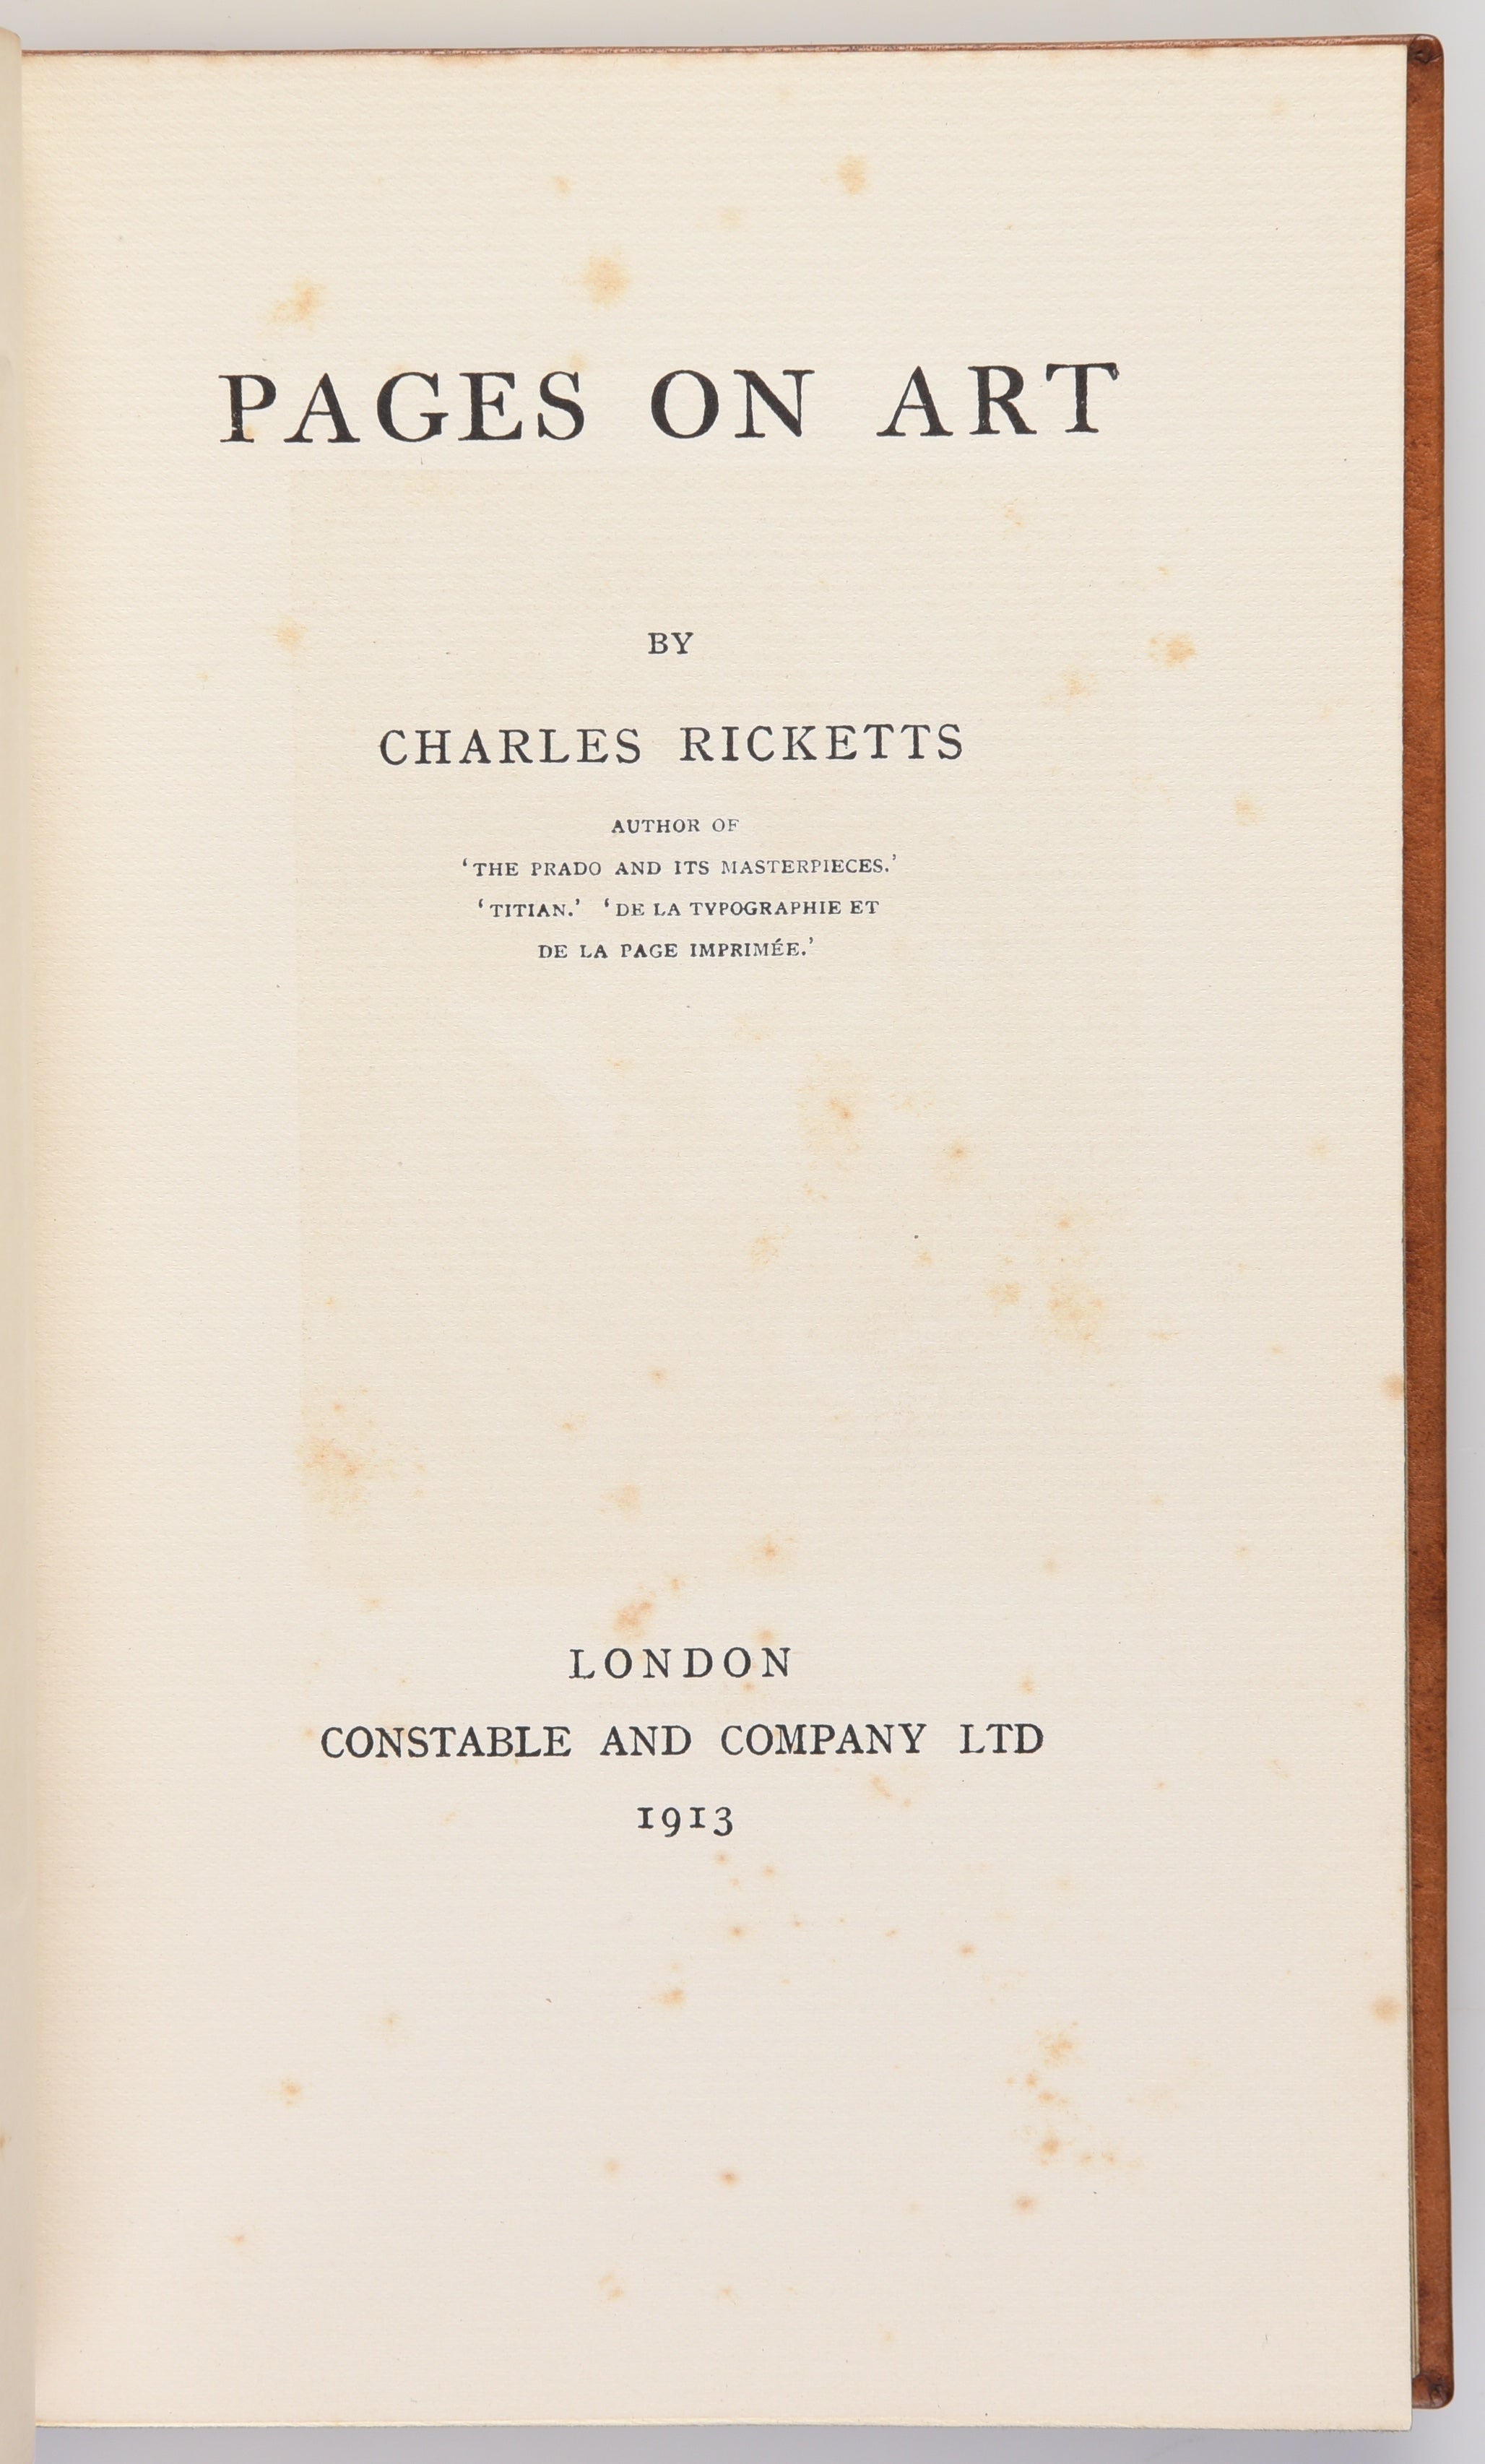 PAGES ON ART
BY
CHARLES RICKETTS
AUTHOR OF
‘THE PRADO AND ITS MASTERPIECES.’
‘TITIAN.’ ‘DE LA TYPOGRAPHIE ET
DE LA PAGE IMPRIMÉE.’
LONDON
CONSTABLE AND COMPANY LTD
1913